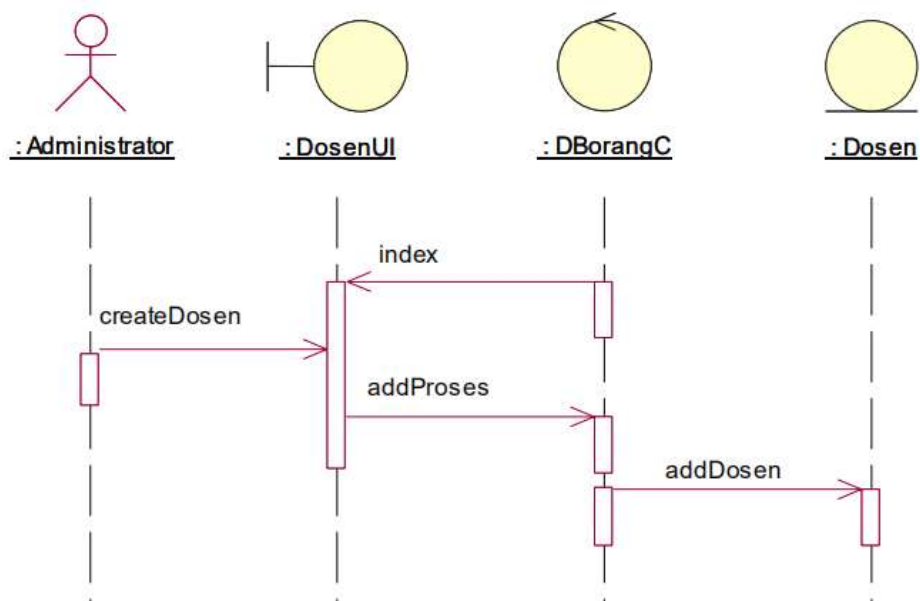 : Administrator
: DosenUI
: DBorangC
: Dosen
index
createDosen
addProses
addDosen